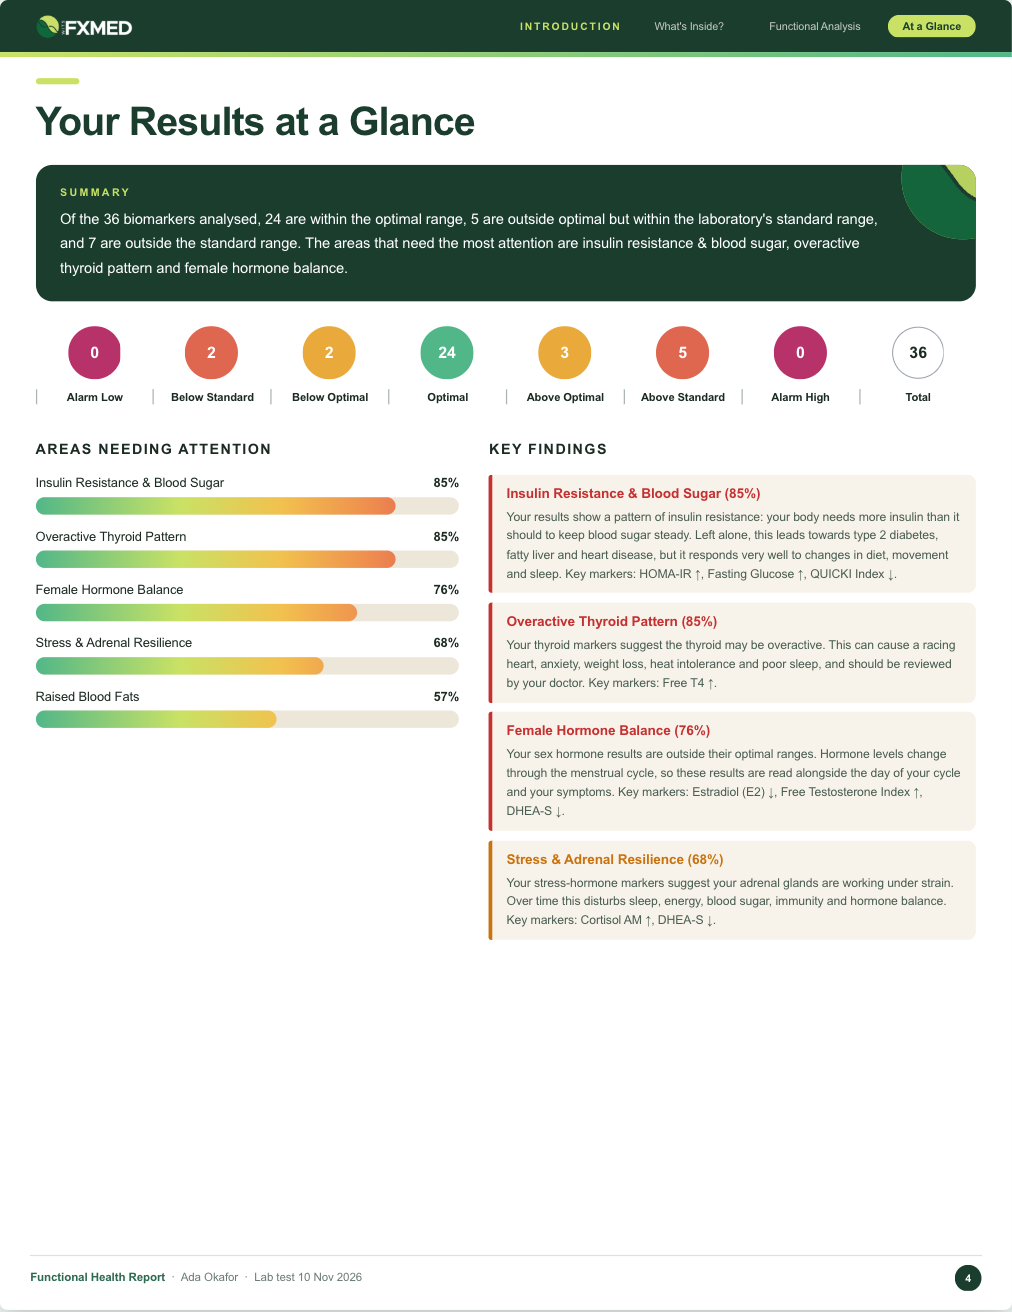 FXMED
INTRODUCTION
What's Inside?
Functional Analysis
At a Glance
Your Results at a Glance
SUMMARY
Of the 36 biomarkers analysed, 24 are within the optimal range, 5 are outside optimal but within the laboratory's standard range,
and 7 are outside the standard range. The areas that need the most attention are insulin resistance & blood sugar, overactive
thyroid pattern and female hormone balance.
0
2
2
24
3
5
0
36
Alarm Low
Below Standard
Below Optimal
Optimal
Above Optimal
Above Standard
Alarm High
Total
AREAS NEEDING ATTENTION
Insulin Resistance & Blood Sugar 85%
Overactive Thyroid Pattern 85%
Female Hormone Balance 76%
Stress & Adrenal Resilience 68%
Raised Blood Fats 57%
KEY FINDINGS
Insulin Resistance & Blood Sugar (85%)
Your results show a pattern of insulin resistance: your body needs more insulin than it
should to keep blood sugar steady. Left alone, this leads towards type 2 diabetes,
fatty liver and heart disease, but it responds very well to changes in diet, movement
and sleep. Key markers: HOMA-IR ↑, Fasting Glucose ↑, QUICKI Index ↓.
Overactive Thyroid Pattern (85%)
Your thyroid markers suggest the thyroid may be overactive. This can cause a racing
heart, anxiety, weight loss, heat intolerance and poor sleep, and should be reviewed
by your doctor. Key markers: Free T4 ↑.
Female Hormone Balance (76%)
Your sex hormone results are outside their optimal ranges. Hormone levels change
through the menstrual cycle, so these results are read alongside the day of your cycle
and your symptoms. Key markers: Estradiol (E2) ↓, Free Testosterone Index ↑,
DHEA-S ↓.
Stress & Adrenal Resilience (68%)
Your stress-hormone markers suggest your adrenal glands are working under strain.
Over time this disturbs sleep, energy, blood sugar, immunity and hormone balance.
Key markers: Cortisol AM ↑, DHEA-S ↓.
Functional Health Report · Ada Okafor · Lab test 10 Nov 2026
4